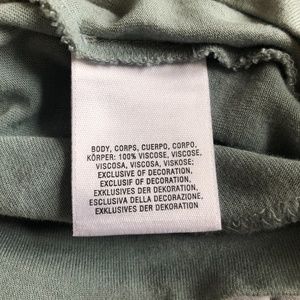 BODY, CORPS, CUERPO, CORPO,
KÖRPER: 100% VISCOSE, VISCOSE,
VISCOSA, VISCOSA, VISKOSE;
EXCLUSIVE OF DECORATION,
EXCLUSIF OF DECORATION,
EXKLUSIVES DER DEKORATION,
ESCLUSIVA DELLA DECORAZIONE,
EXKLUSIVES DER DEKORATION